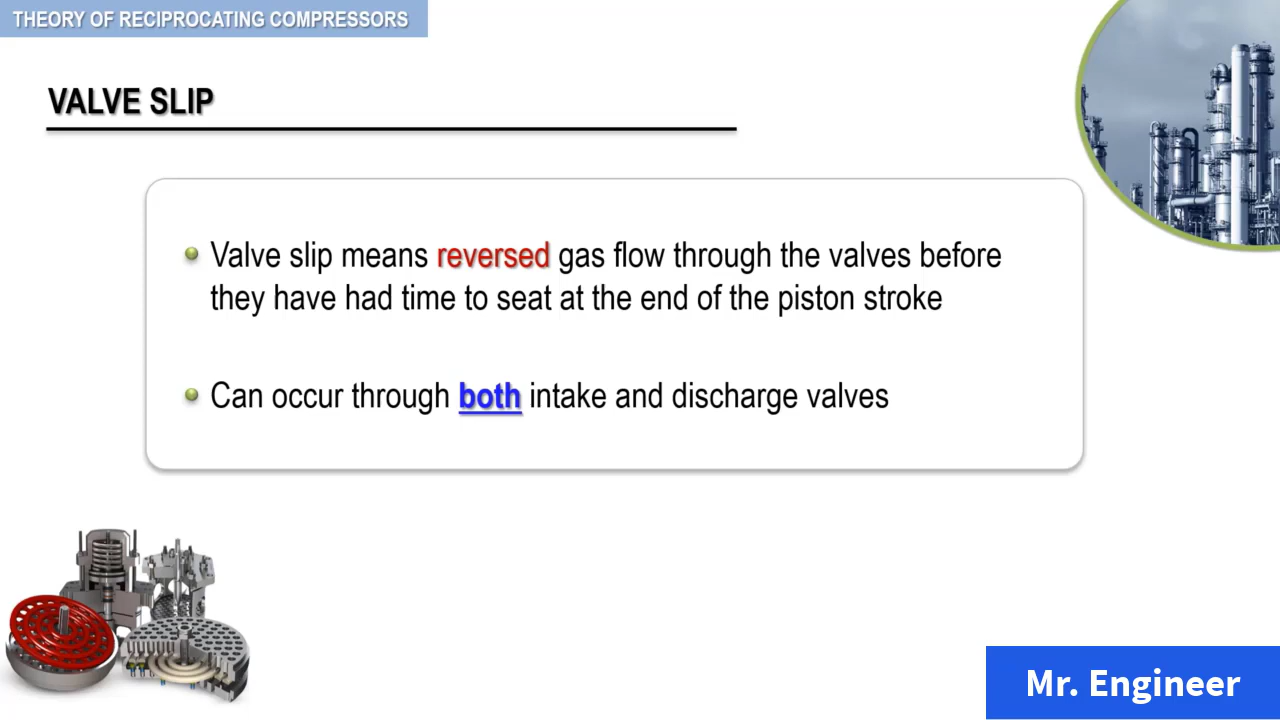 THEORY OF RECIPROCATING COMPRESSORS
VALVE SLIP
Valve slip means reversed gas flow through the valves before
they have had time to seat at the end of the piston stroke
Can occur through both intake and discharge valves
Mr. Engineer